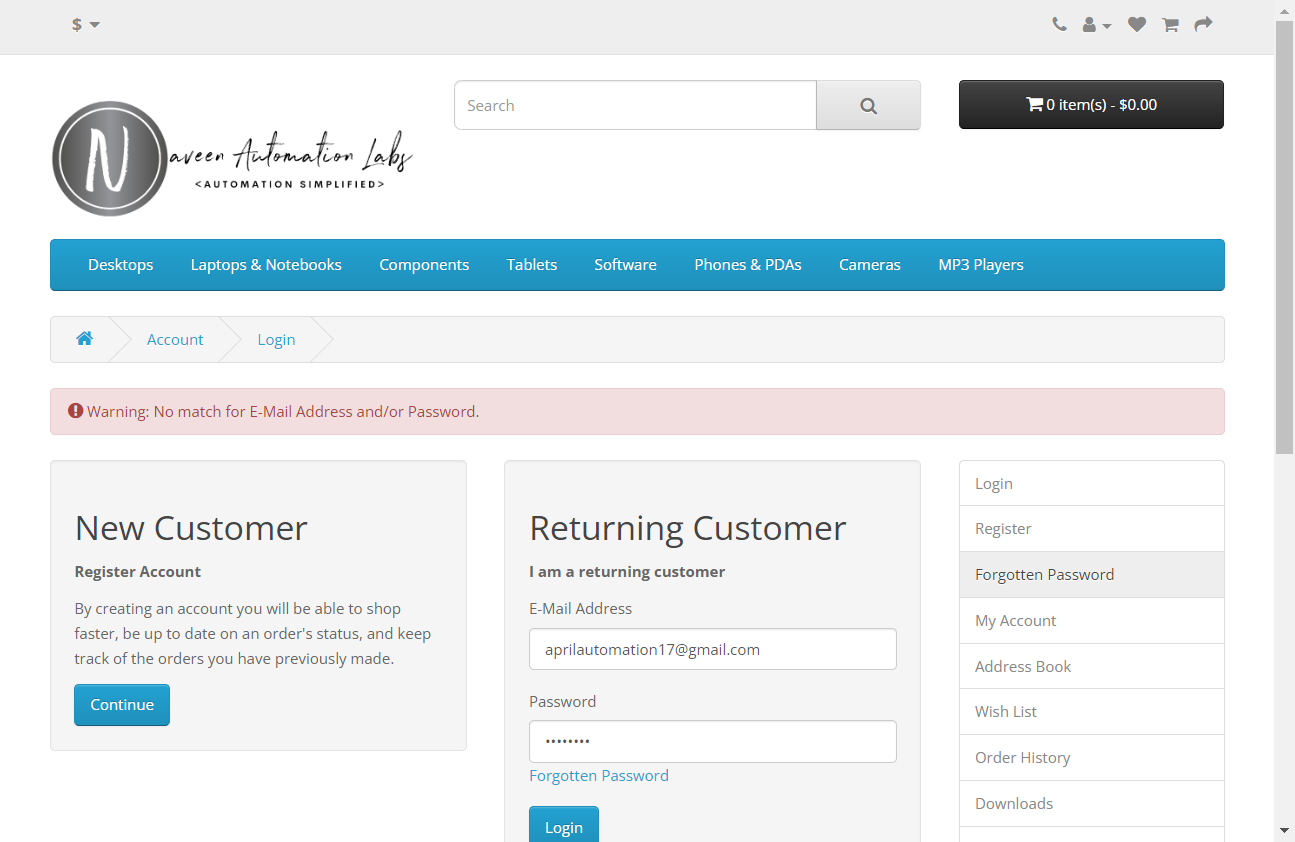 $
Search
0 item(s) - $0.00
N
aveen Automation Labs
<AUTOMATION SIMPLIFIED>
Desktops
Laptops & Notebooks
Components
Tablets
Software
Phones & PDAs
Cameras
MP3 Players
Account
Login
Warning: No match for E-Mail Address and/or Password.
New Customer
Register Account
By creating an account you will be able to shop
faster, be up to date on an order's status, and keep
track of the orders you have previously made.
Continue
Returning Customer
I am a returning customer
E-Mail Address
aprilautomation17@gmail.com
Password
••••••••
Forgotten Password
Login
Login
Register
Forgotten Password
My Account
Address Book
Wish List
Order History
Downloads